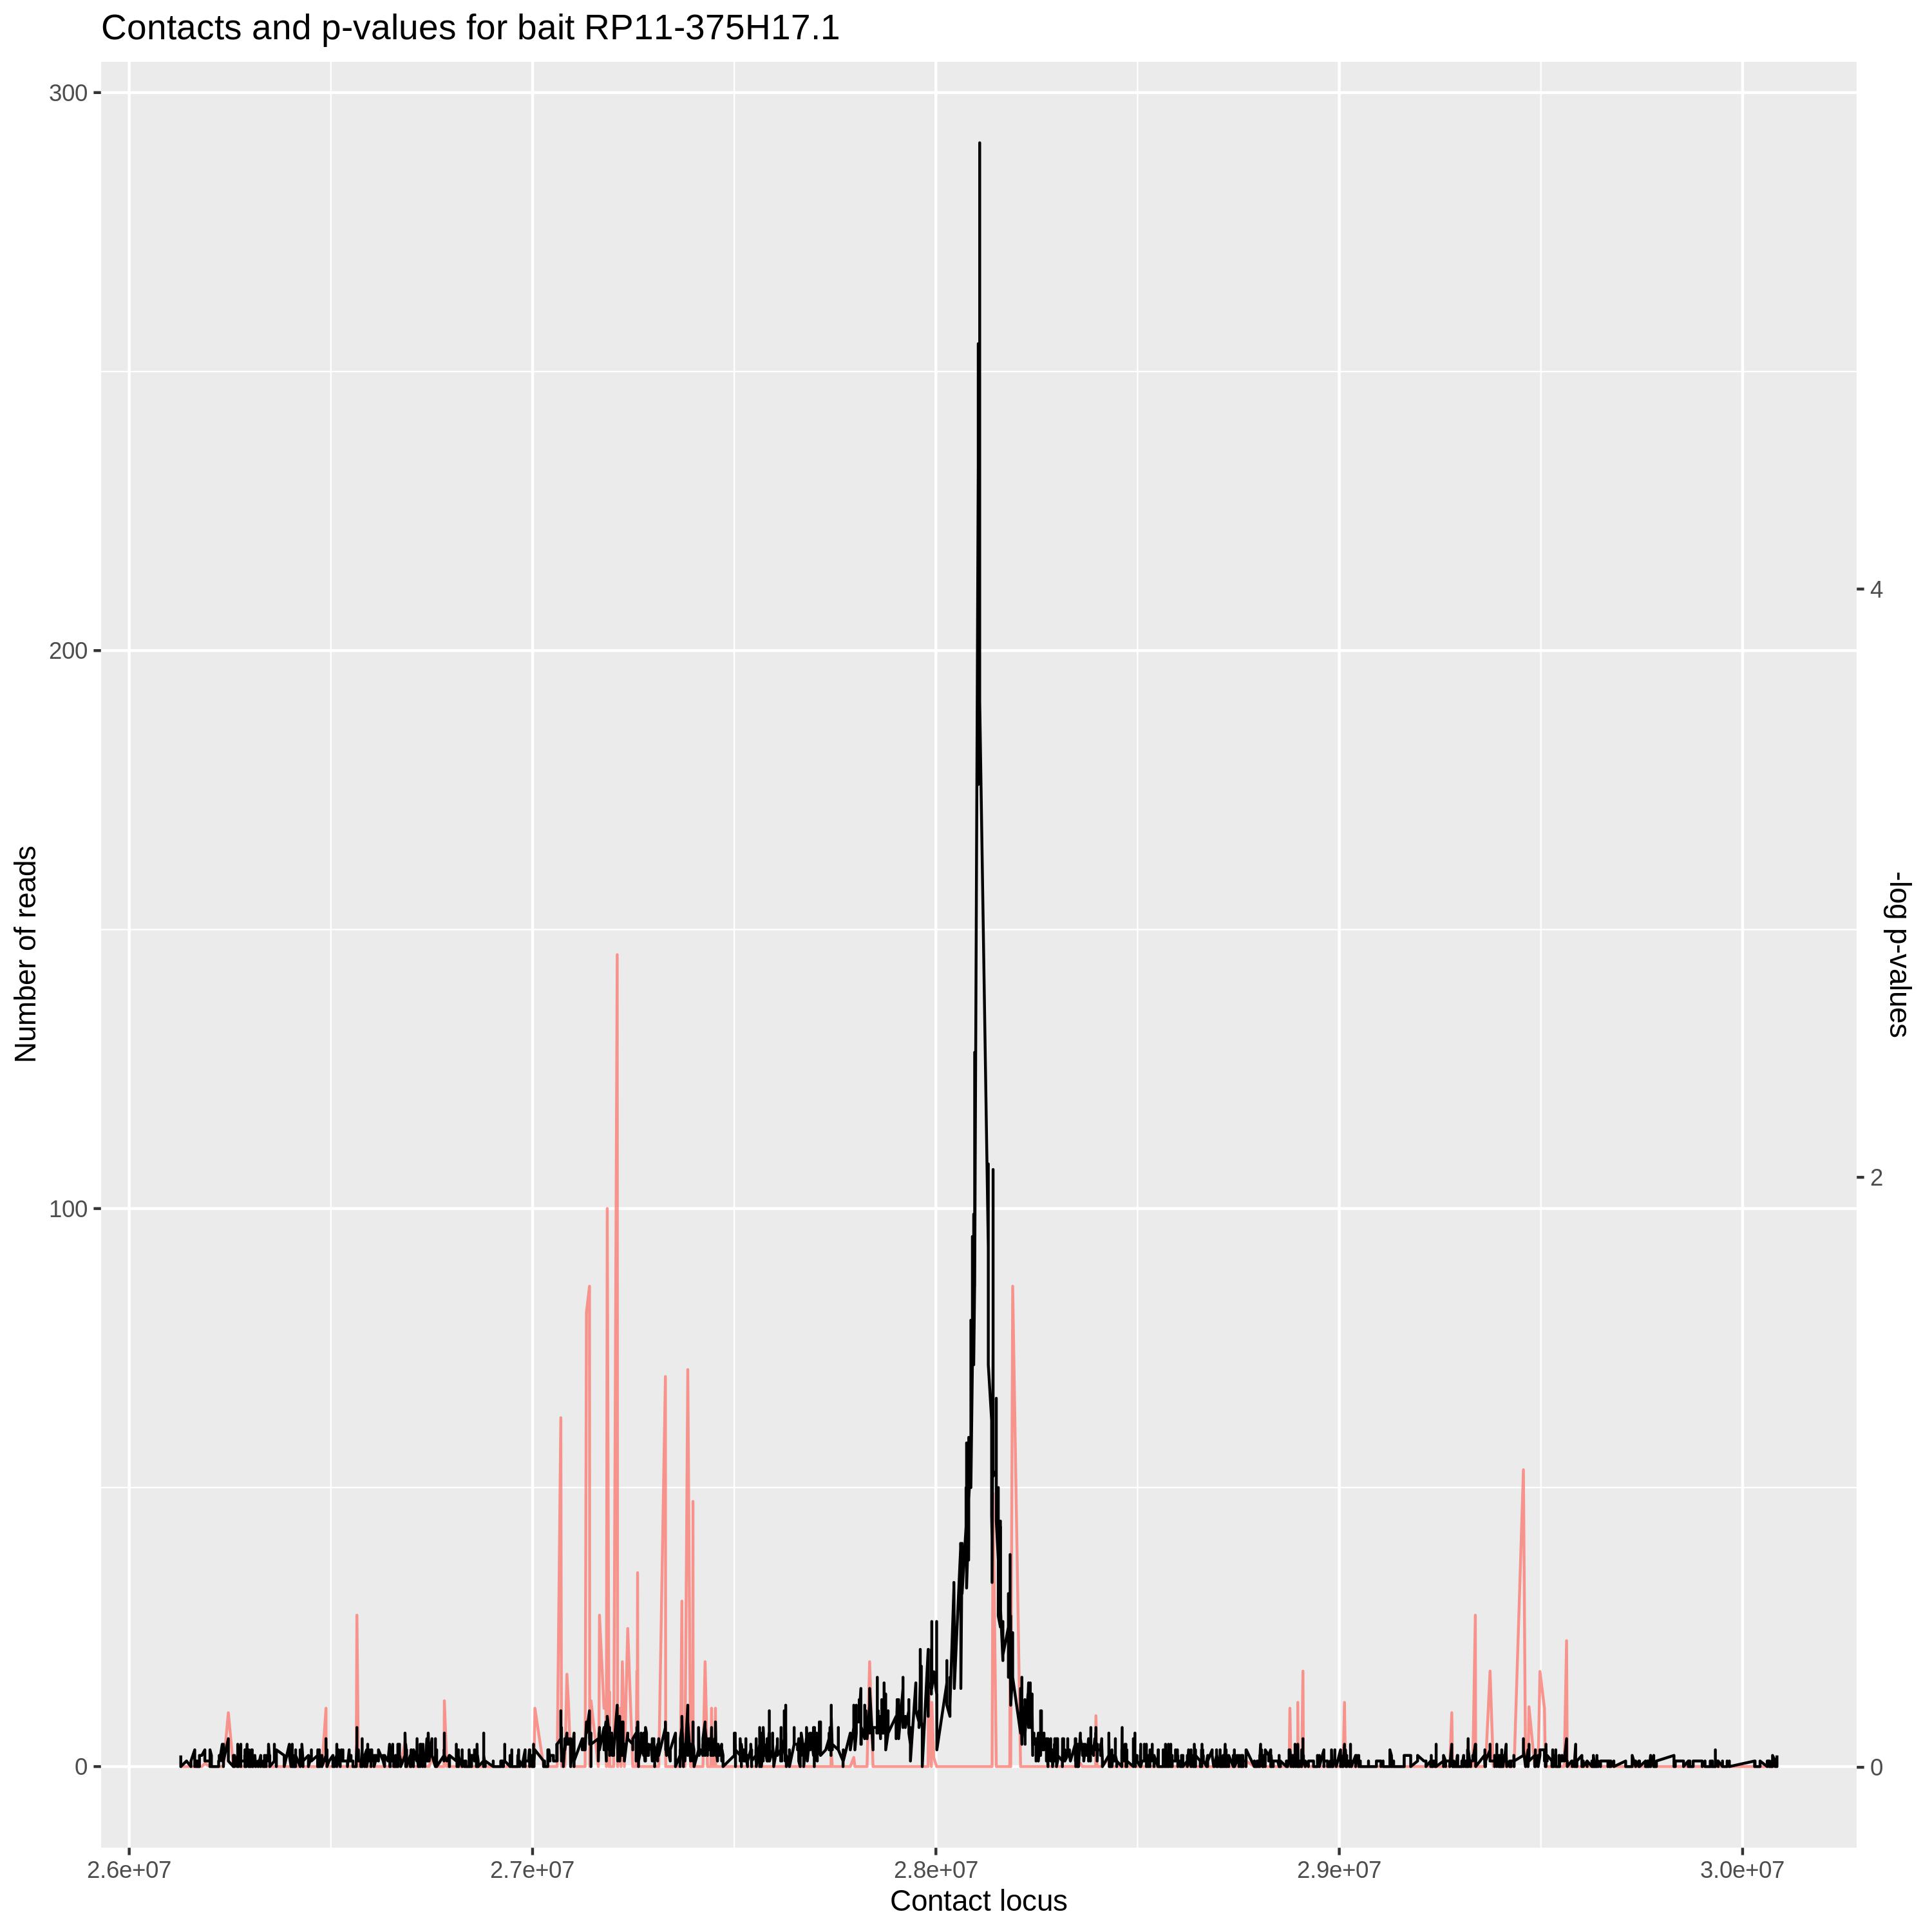 Contacts and p-values for bait RP11-375H17.1
300
200
100
0
Number of reads
4
2
0
-log p-values
2.6e+07
2.7e+07
2.8e+07
2.9e+07
3.0e+07
Contact locus